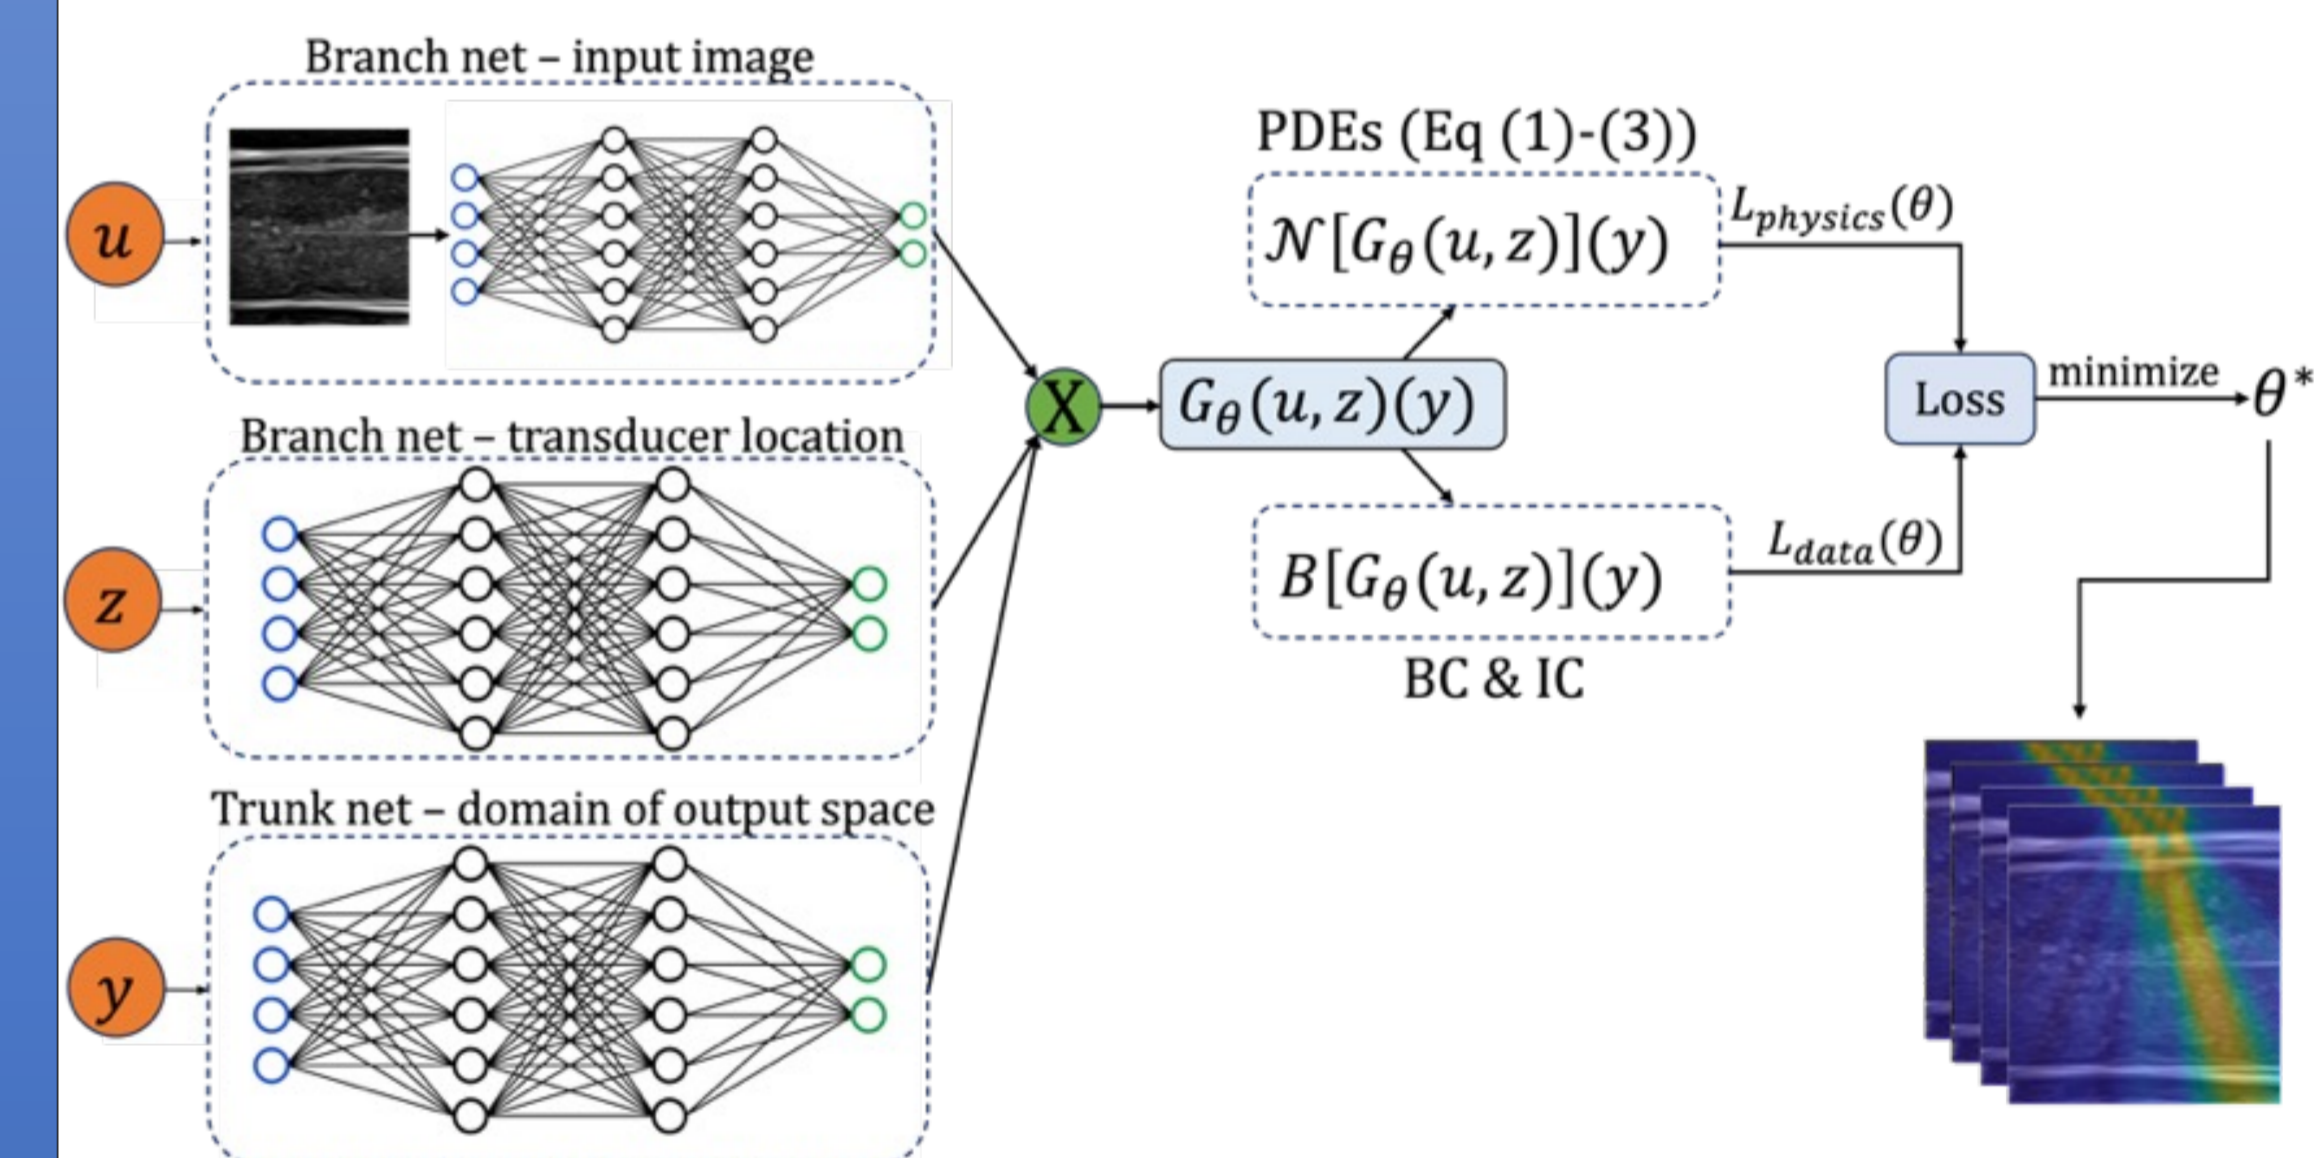 Branch net – input image
u
Branch net – transducer location
z
Trunk net – domain of output space
y
X
G_θ(u, z)(y)
PDEs (Eq (1)-(3))
𝒩[G_θ(u, z)](y)
L_physics(θ)
B[G_θ(u, z)](y)
BC & IC
L_data(θ)
Loss
minimize
θ*